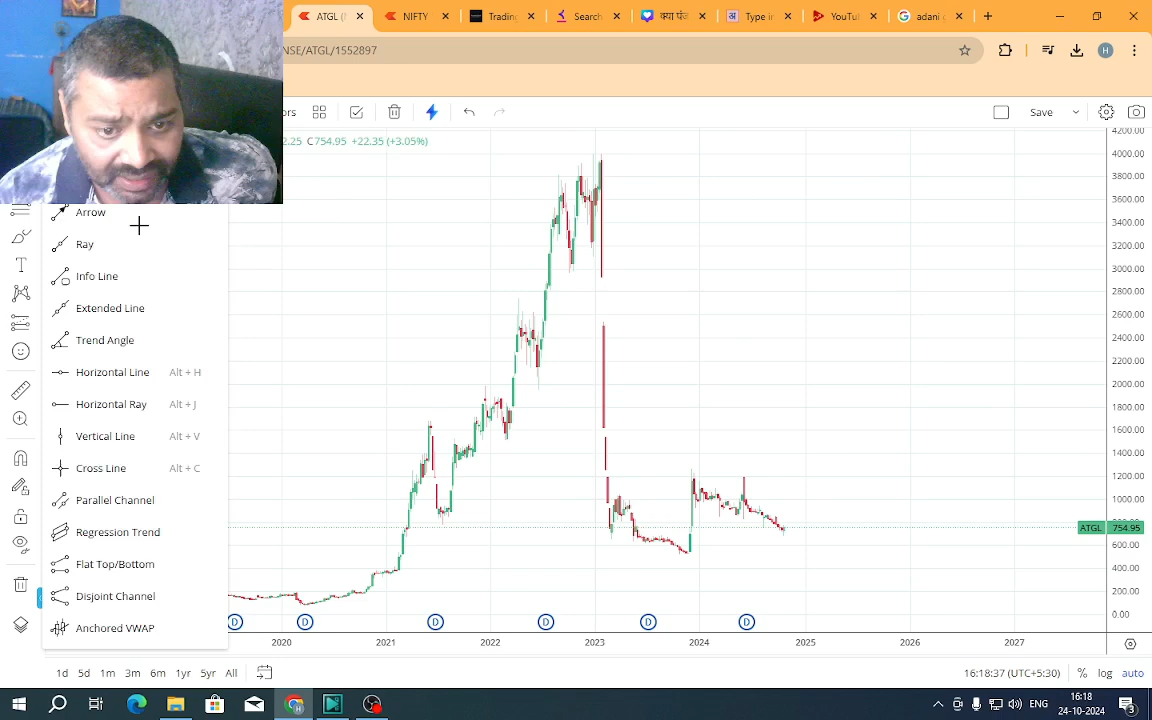 ATGL (
NIFTY
Trading
Search
क्या पंज
Type in
YouTu
adani g
NSE/ATGL/1552897
ors
Save
2.25 C754.95 +22.35 (+3.05%)
4200.00
4000.00
3800.00
3600.00
3400.00
3200.00
3000.00
2800.00
2600.00
2400.00
2200.00
2000.00
1800.00
1600.00
1400.00
1200.00
1000.00
ATGL 754.95
600.00
400.00
200.00
0.00
Arrow
Ray
Info Line
Extended Line
Trend Angle
Horizontal Line Alt + H
Horizontal Ray Alt + J
Vertical Line Alt + V
Cross Line Alt + C
Parallel Channel
Regression Trend
Flat Top/Bottom
Disjoint Channel
Anchored VWAP
D D D D D D
2020 2021 2022 2023 2024 2025 2026 2027
1d 5d 1m 3m 6m 1yr 5yr All
16:18:37 (UTC+5:30) % log auto
ENG
16:18
24-10-2024
3